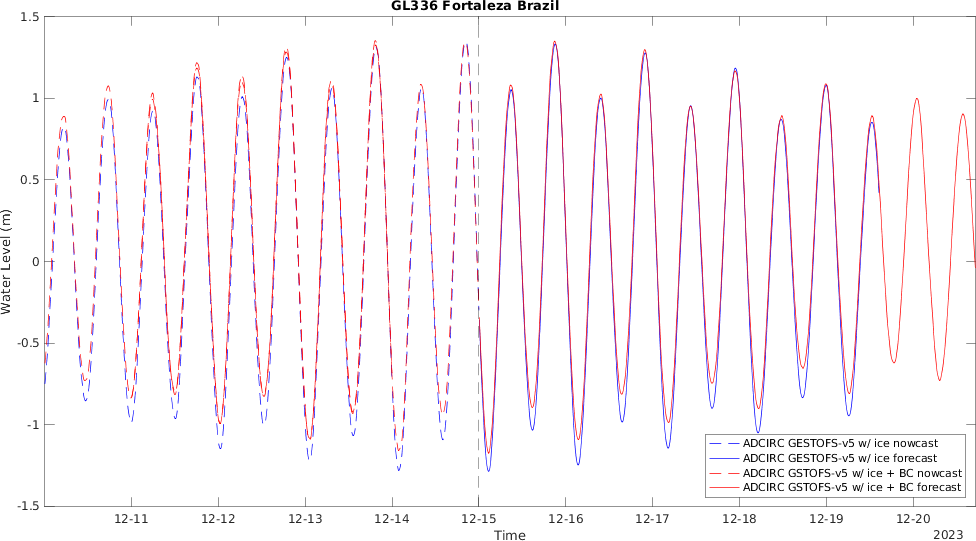 GL336 Fortaleza Brazil
1.5
1
0.5
0
-0.5
-1
-1.5
Water Level (m)
12-11 12-12 12-13 12-14 12-15 12-16 12-17 12-18 12-19 12-20
Time
2023
ADCIRC GESTOFS-v5 w/ ice nowcast
ADCIRC GESTOFS-v5 w/ ice forecast
ADCIRC GSTOFS-v5 w/ ice + BC nowcast
ADCIRC GSTOFS-v5 w/ ice + BC forecast